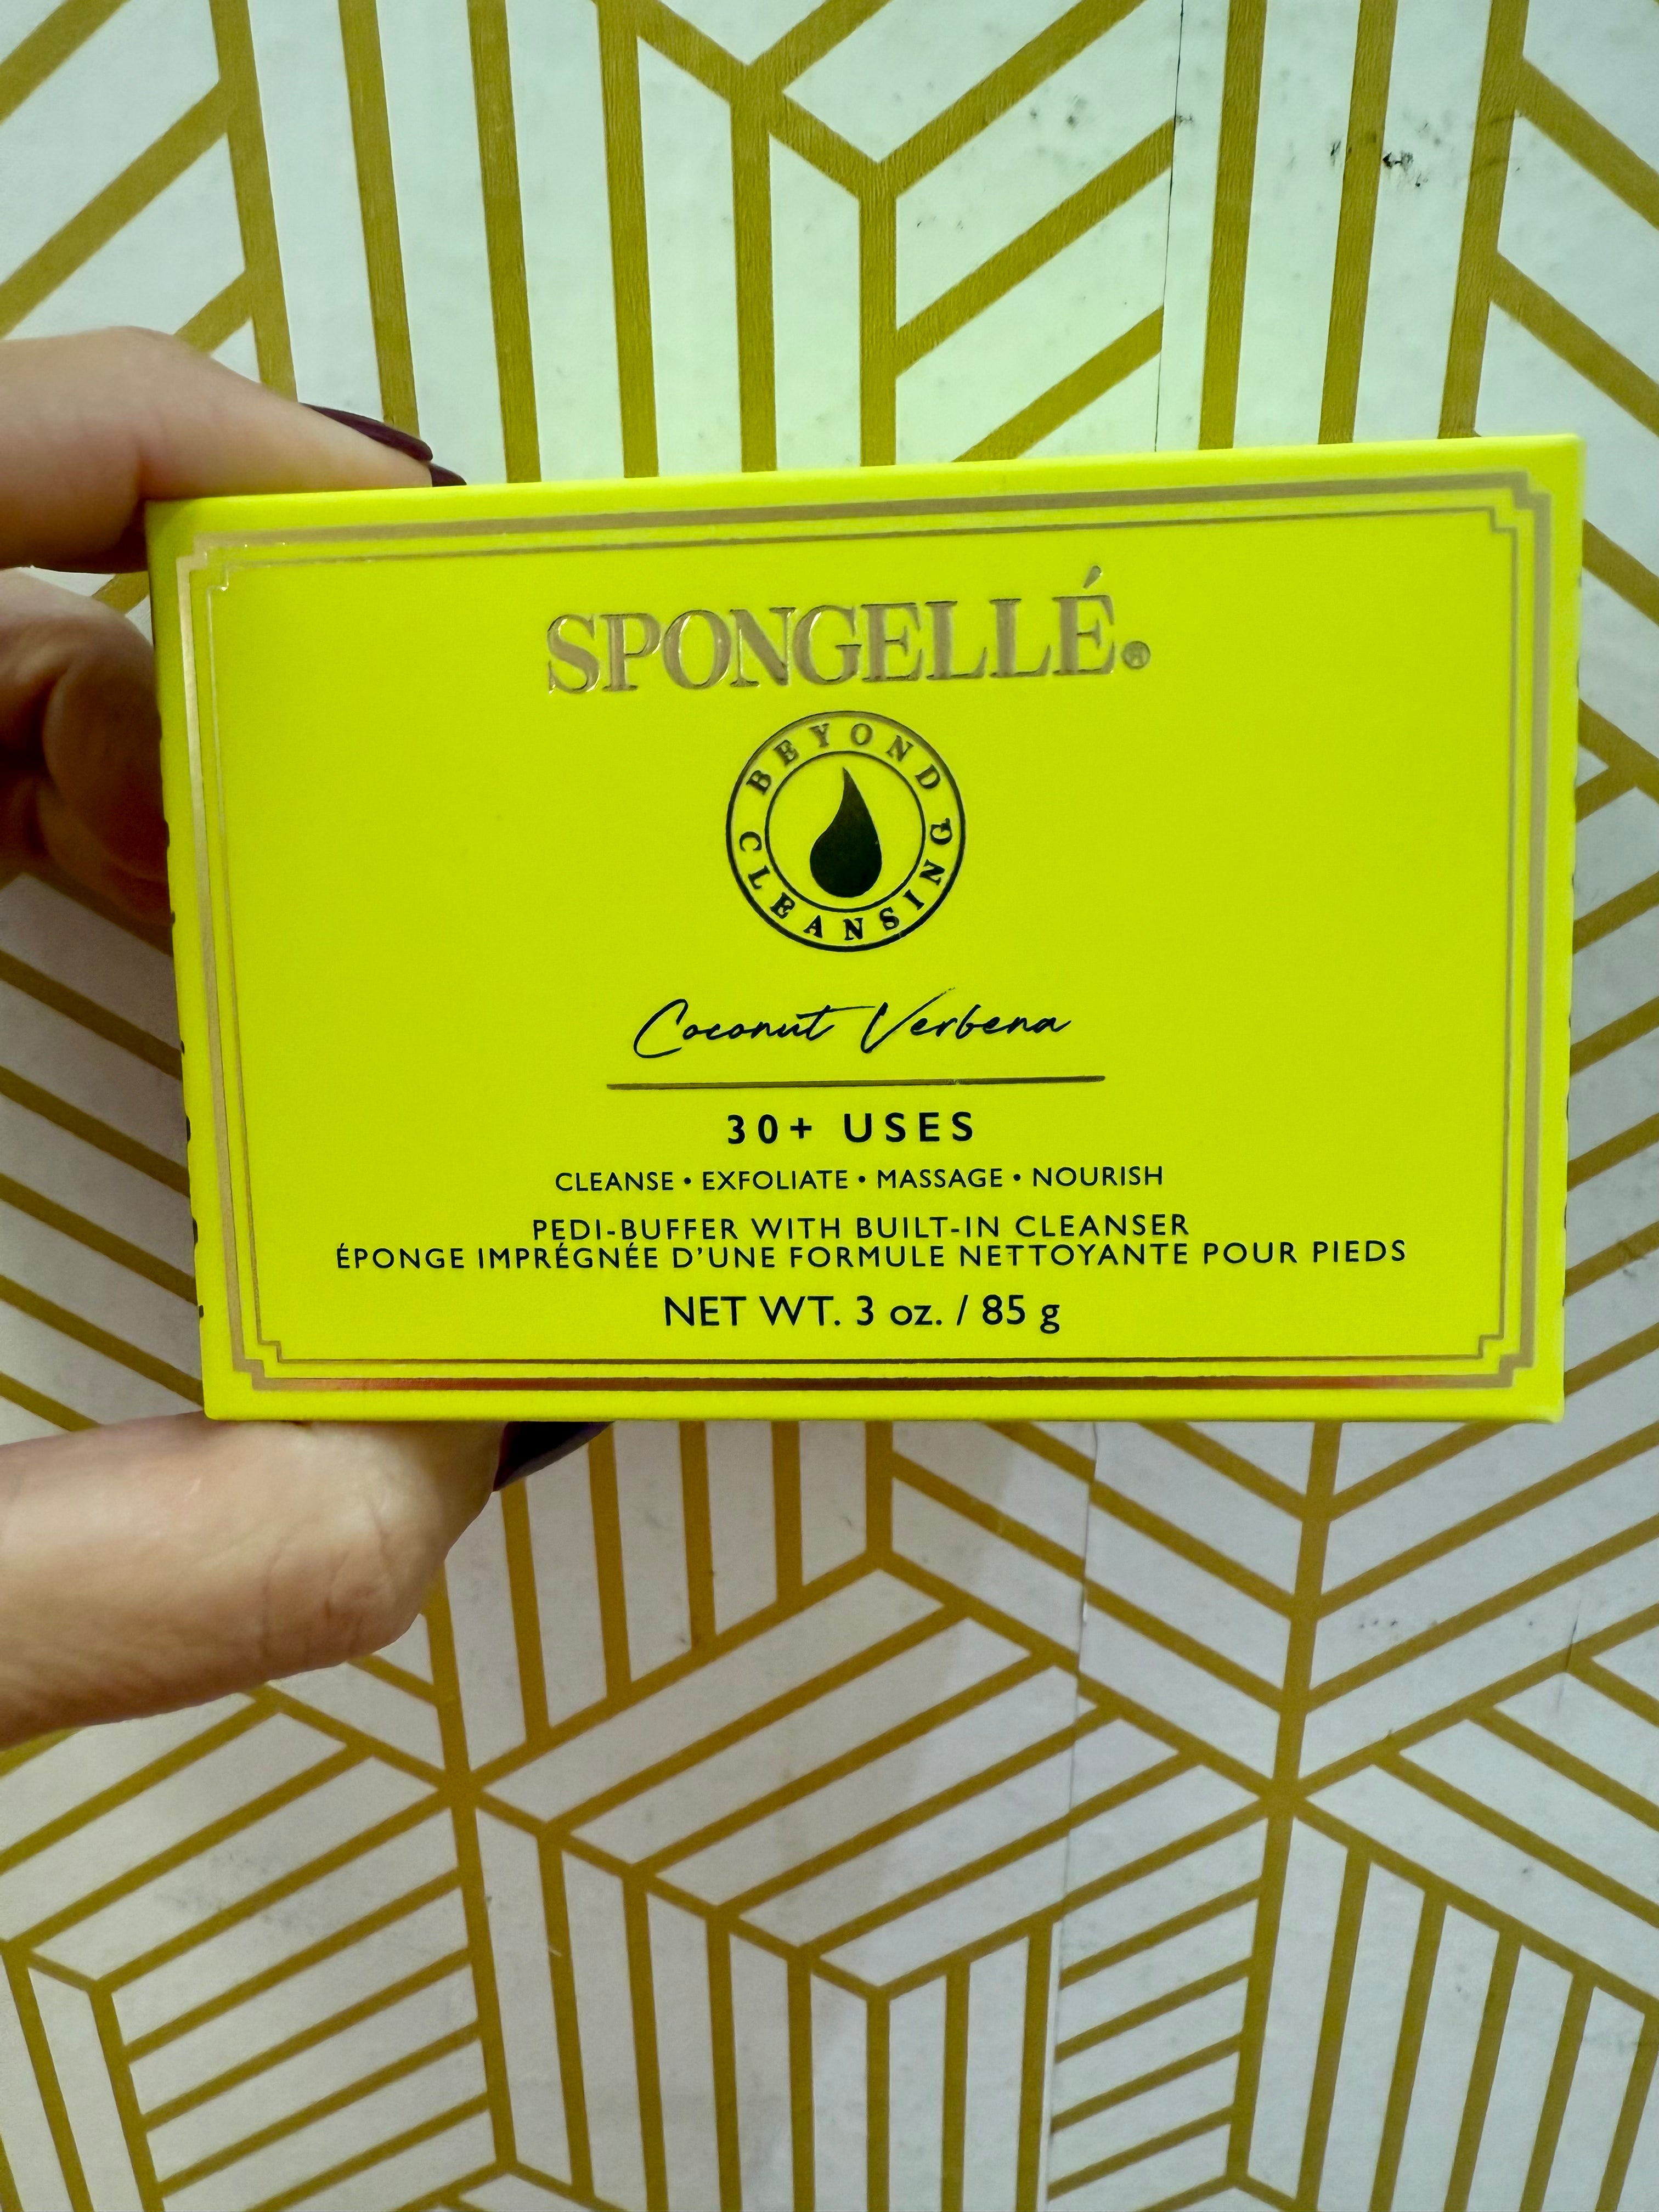 SPONGELLÉ®
BEYOND CLEANSING
Coconut Verbena
30+ USES
CLEANSE • EXFOLIATE • MASSAGE • NOURISH
PEDI-BUFFER WITH BUILT-IN CLEANSER
ÉPONGE IMPRÉGNÉE D’UNE FORMULE NETTOYANTE POUR PIEDS
NET WT. 3 oz. / 85 g